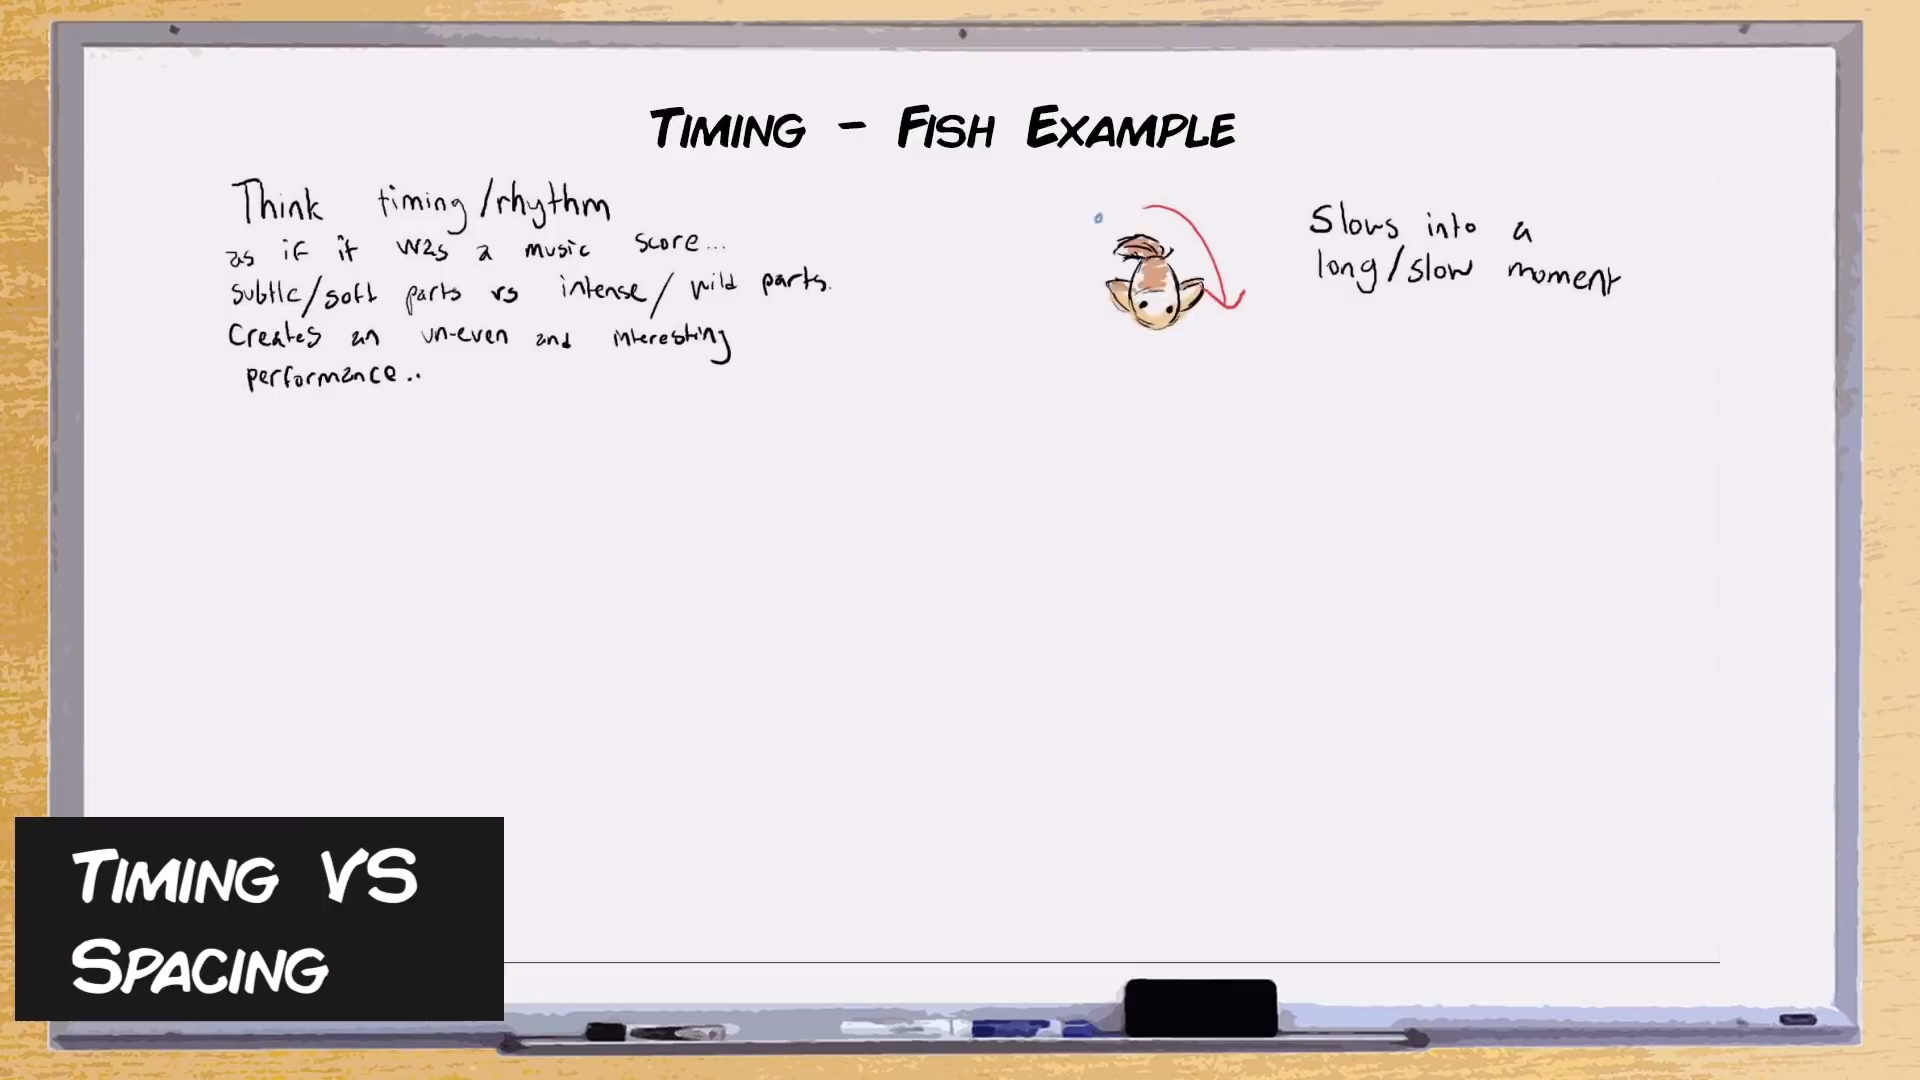 Timing - Fish Example
Think timing/rhythm
as if it was a music score...
subtle/soft parts vs intense/wild parts.
Creates an un-even and interesting
performance..
Slows into a
long/slow moment
Timing VS
Spacing